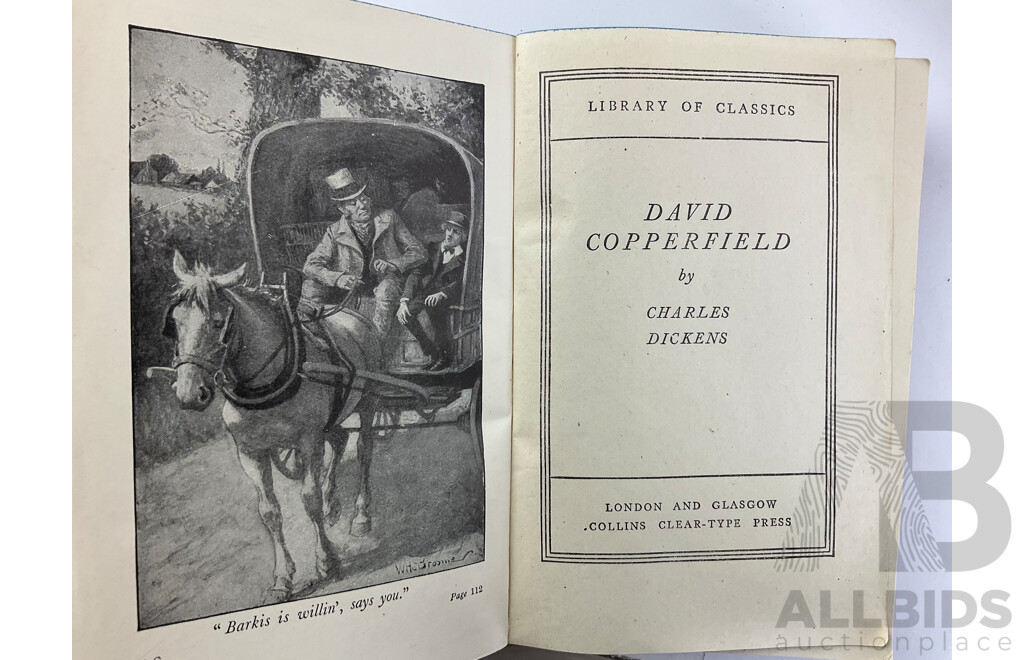 "Barkis is willin', says you."
Page 112
LIBRARY OF CLASSICS
DAVID
COPPERFIELD
by
CHARLES
DICKENS
LONDON AND GLASGOW
COLLINS CLEAR-TYPE PRESS
AB
ALLBIDS
auctionplace